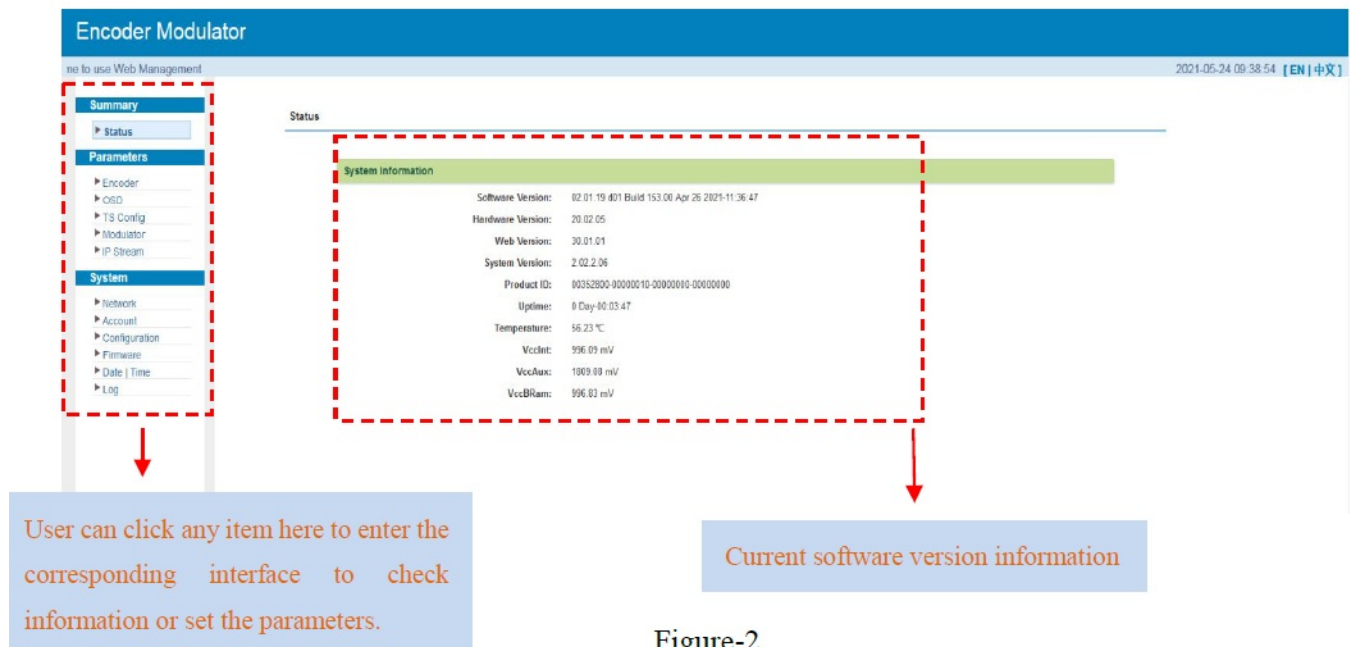 Encoder Modulator
ne to use Web Management
2021-05-24 09:38:54 [ EN | 中文 ]
Summary
Status
Parameters
Encoder
OSD
TS Config
Modulator
IP Stream
System
Network
Account
Configuration
Firmware
Date | Time
Log
Status
System Information
Software Version: 02.01.19 d01 Build 153.00 Apr 26 2021-11:36:47
Hardware Version: 20.02.05
Web Version: 30.01.01
System Version: 2.02.2.06
Product ID: 00352800-00000010-00000000-00000000
Uptime: 0 Day-00:03:47
Temperature: 56.23 ℃
VccInt: 996.09 mV
VccAux: 1809.08 mV
VccBRam: 996.83 mV
User can click any item here to enter the
corresponding interface to check
information or set the parameters.
Current software version information
Figure-2